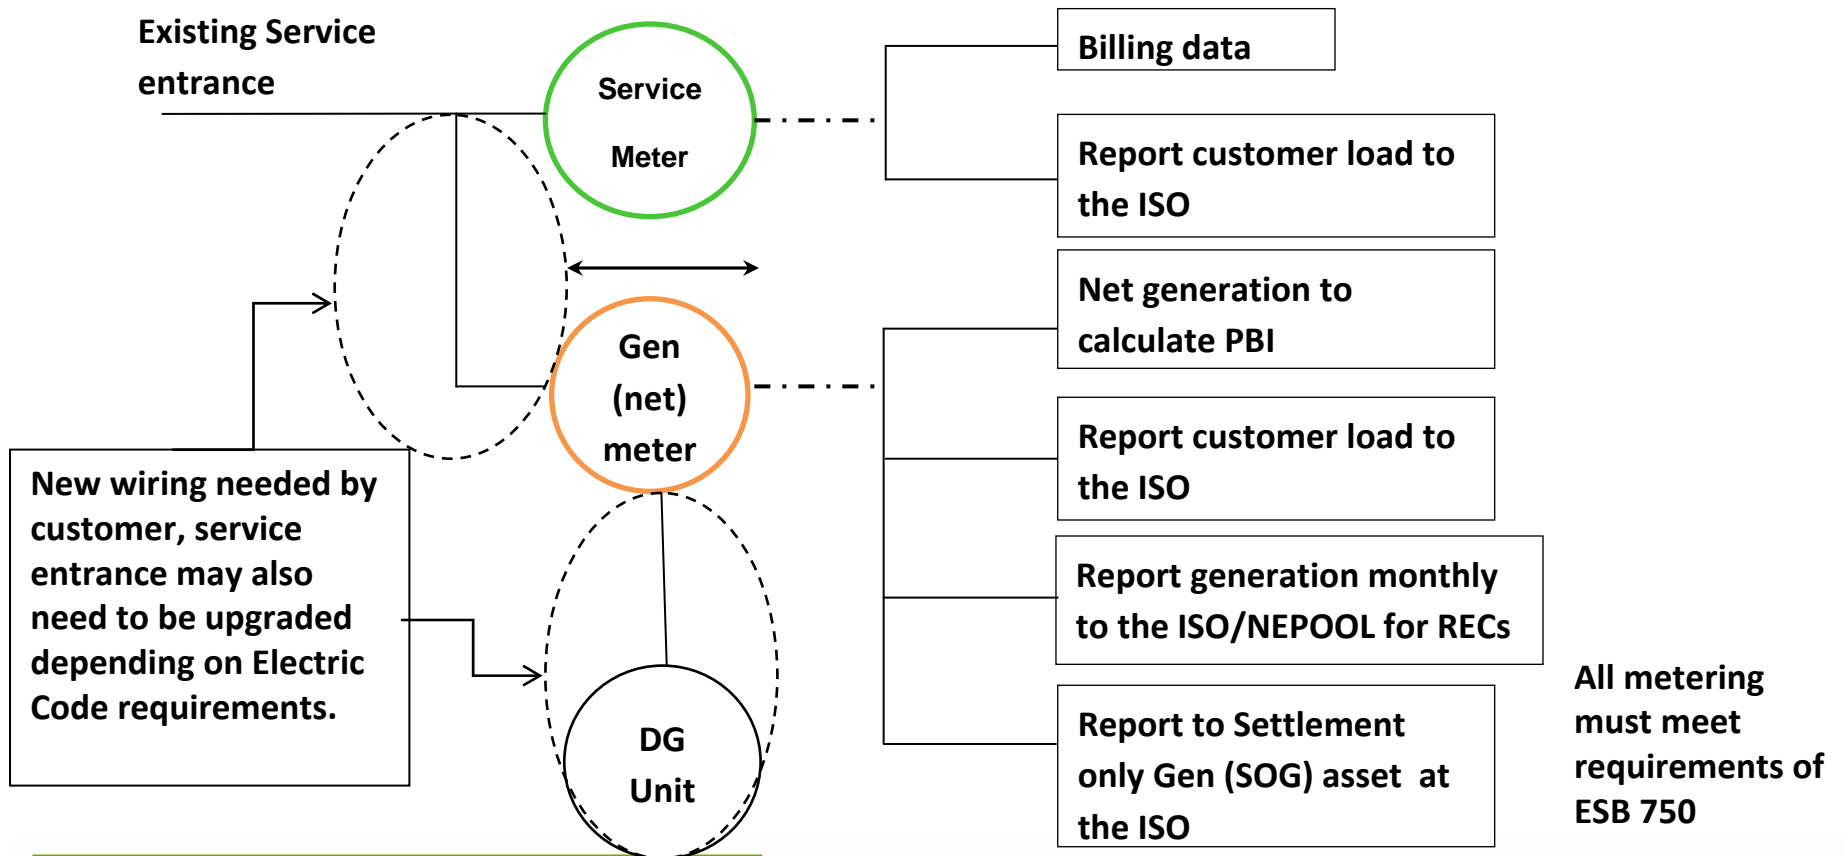 Existing Service
entrance
Service
Meter
Billing data
Report customer load to
the ISO
Net generation to
calculate PBI
Gen
(net)
meter
Report customer load to
the ISO
New wiring needed by
customer, service
entrance may also
need to be upgraded
depending on Electric
Code requirements.
Report generation monthly
to the ISO/NEPOOL for RECs
DG
Unit
Report to Settlement
only Gen (SOG) asset at
the ISO
All metering
must meet
requirements of
ESB 750